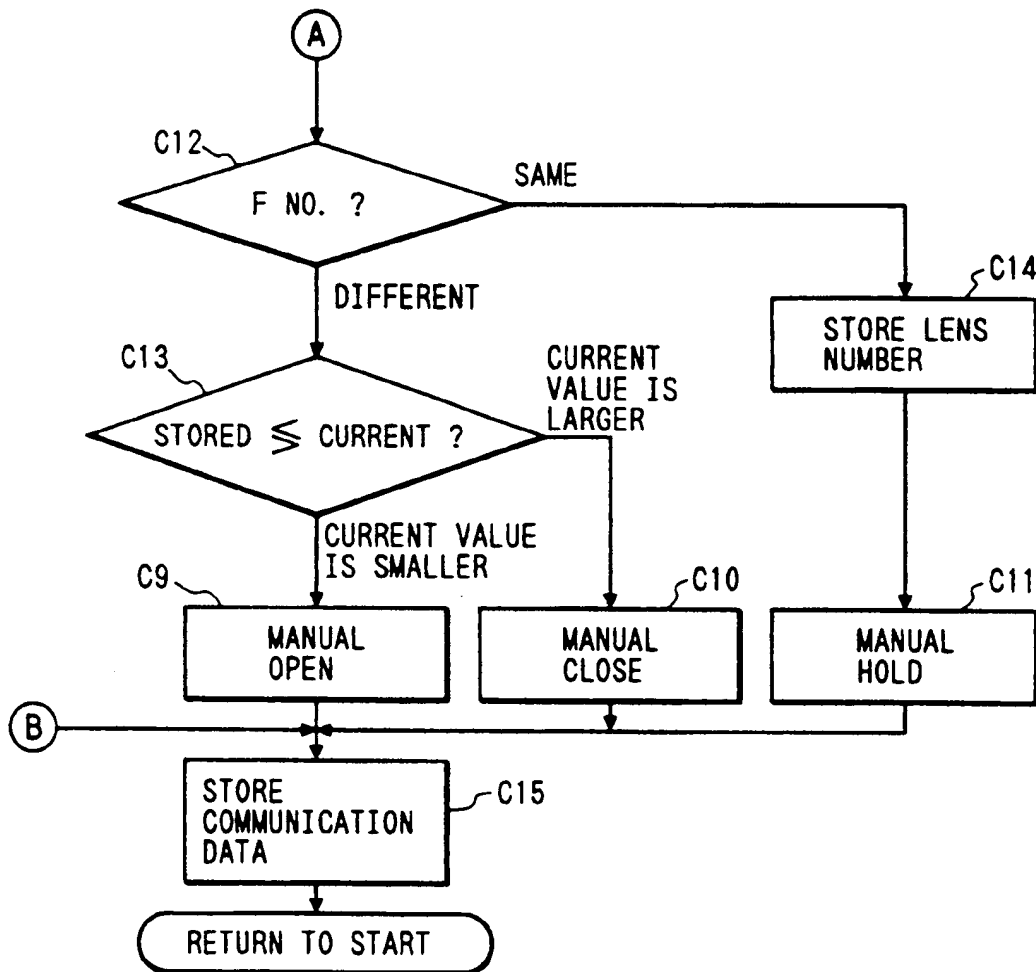 A
C12
F NO. ?
SAME
DIFFERENT
C14
STORE LENS
NUMBER
C13
STORED ≶ CURRENT ?
CURRENT
VALUE IS
LARGER
CURRENT VALUE
IS SMALLER
C9
MANUAL
OPEN
C10
MANUAL
CLOSE
C11
MANUAL
HOLD
B
STORE
COMMUNICATION
DATA
C15
RETURN TO START